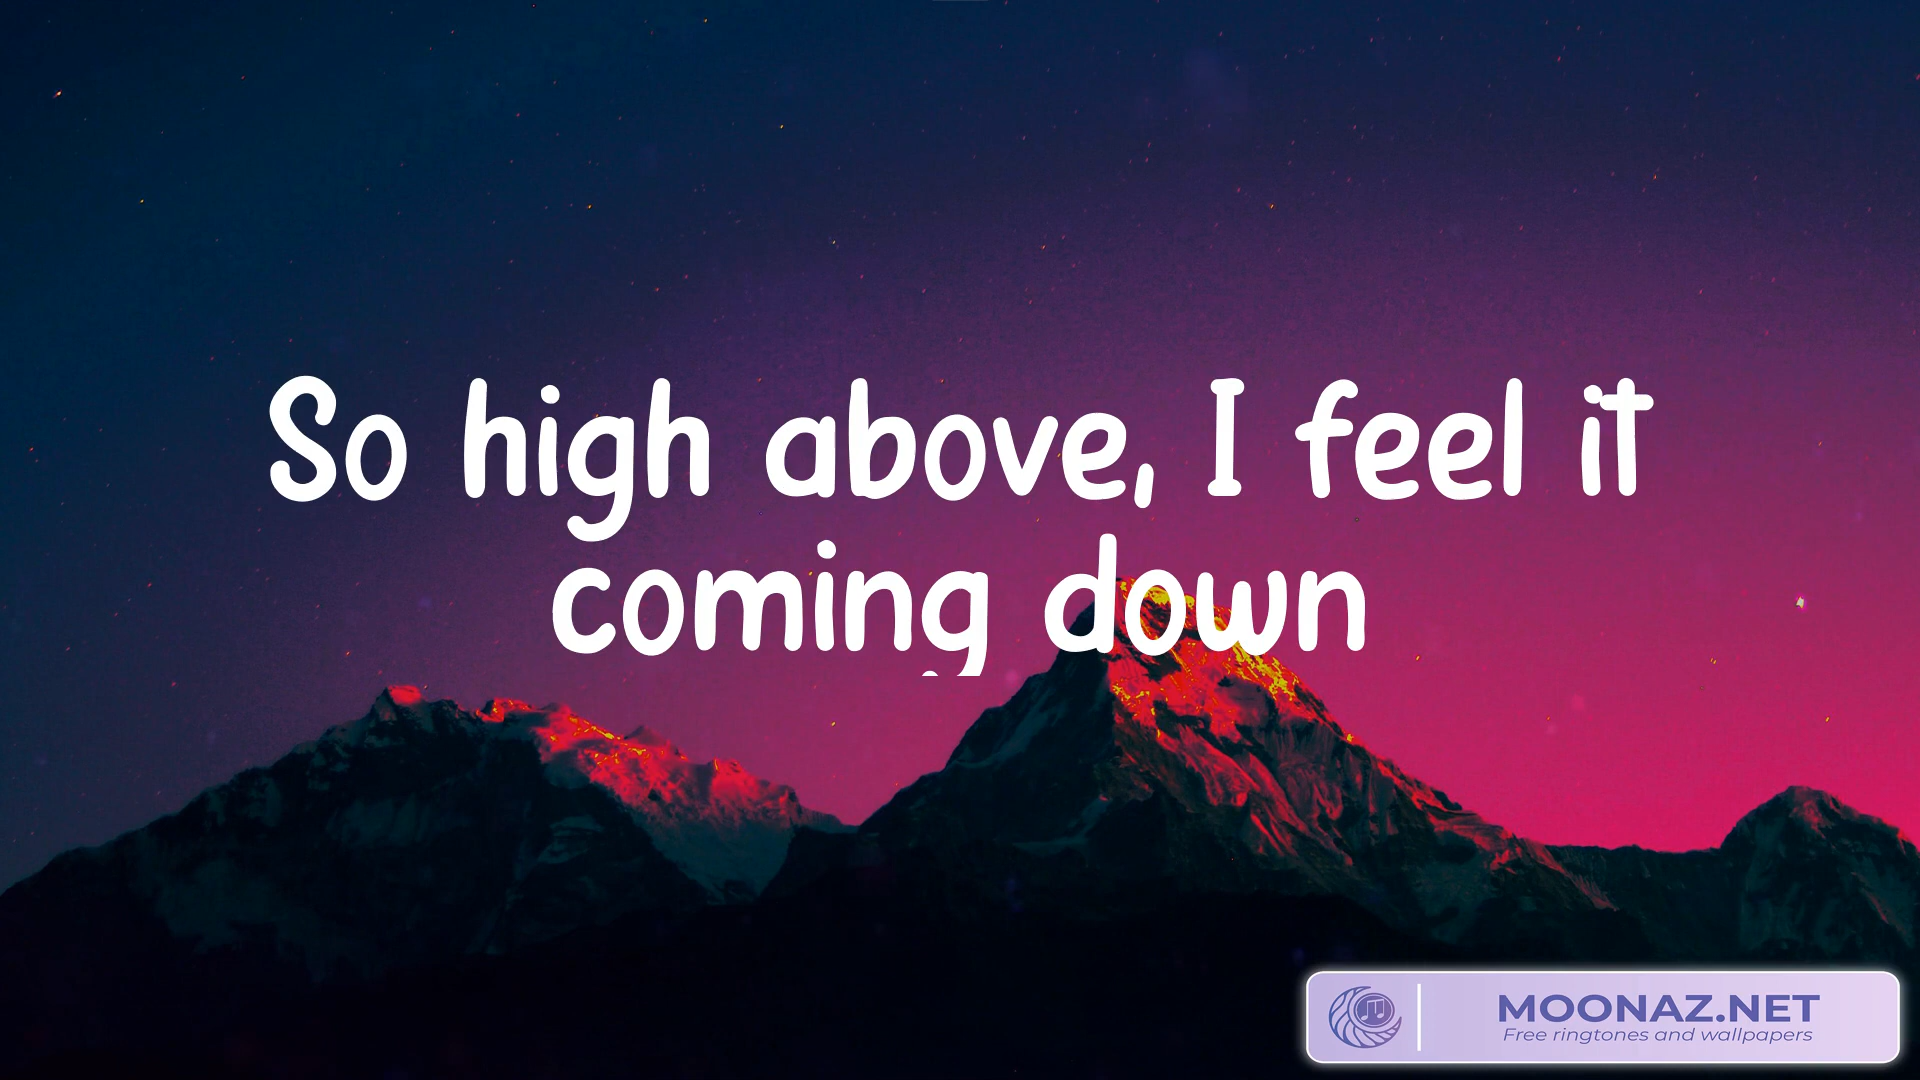 So high above, I feel it
coming down
MOONAZ.NET
Free ringtones and wallpapers